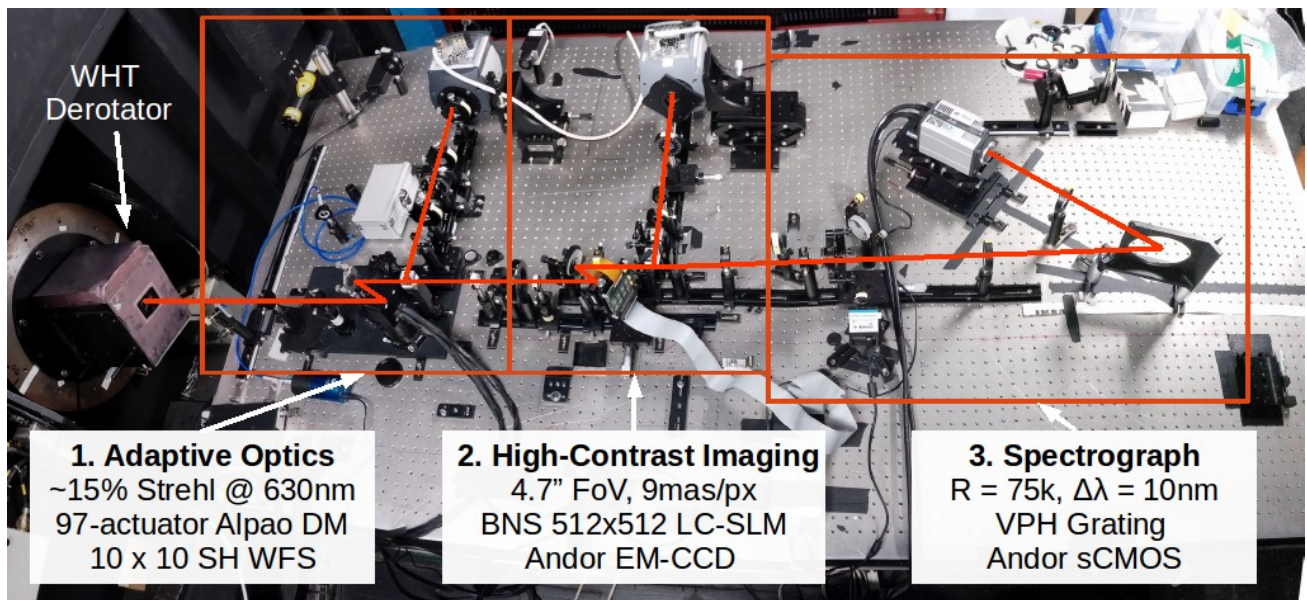 WHT
Derotator
1. Adaptive Optics
~15% Strehl @ 630nm
97-actuator Alpao DM
10 x 10 SH WFS
2. High-Contrast Imaging
4.7” FoV, 9mas/px
BNS 512x512 LC-SLM
Andor EM-CCD
3. Spectrograph
R = 75k, Δλ = 10nm
VPH Grating
Andor sCMOS